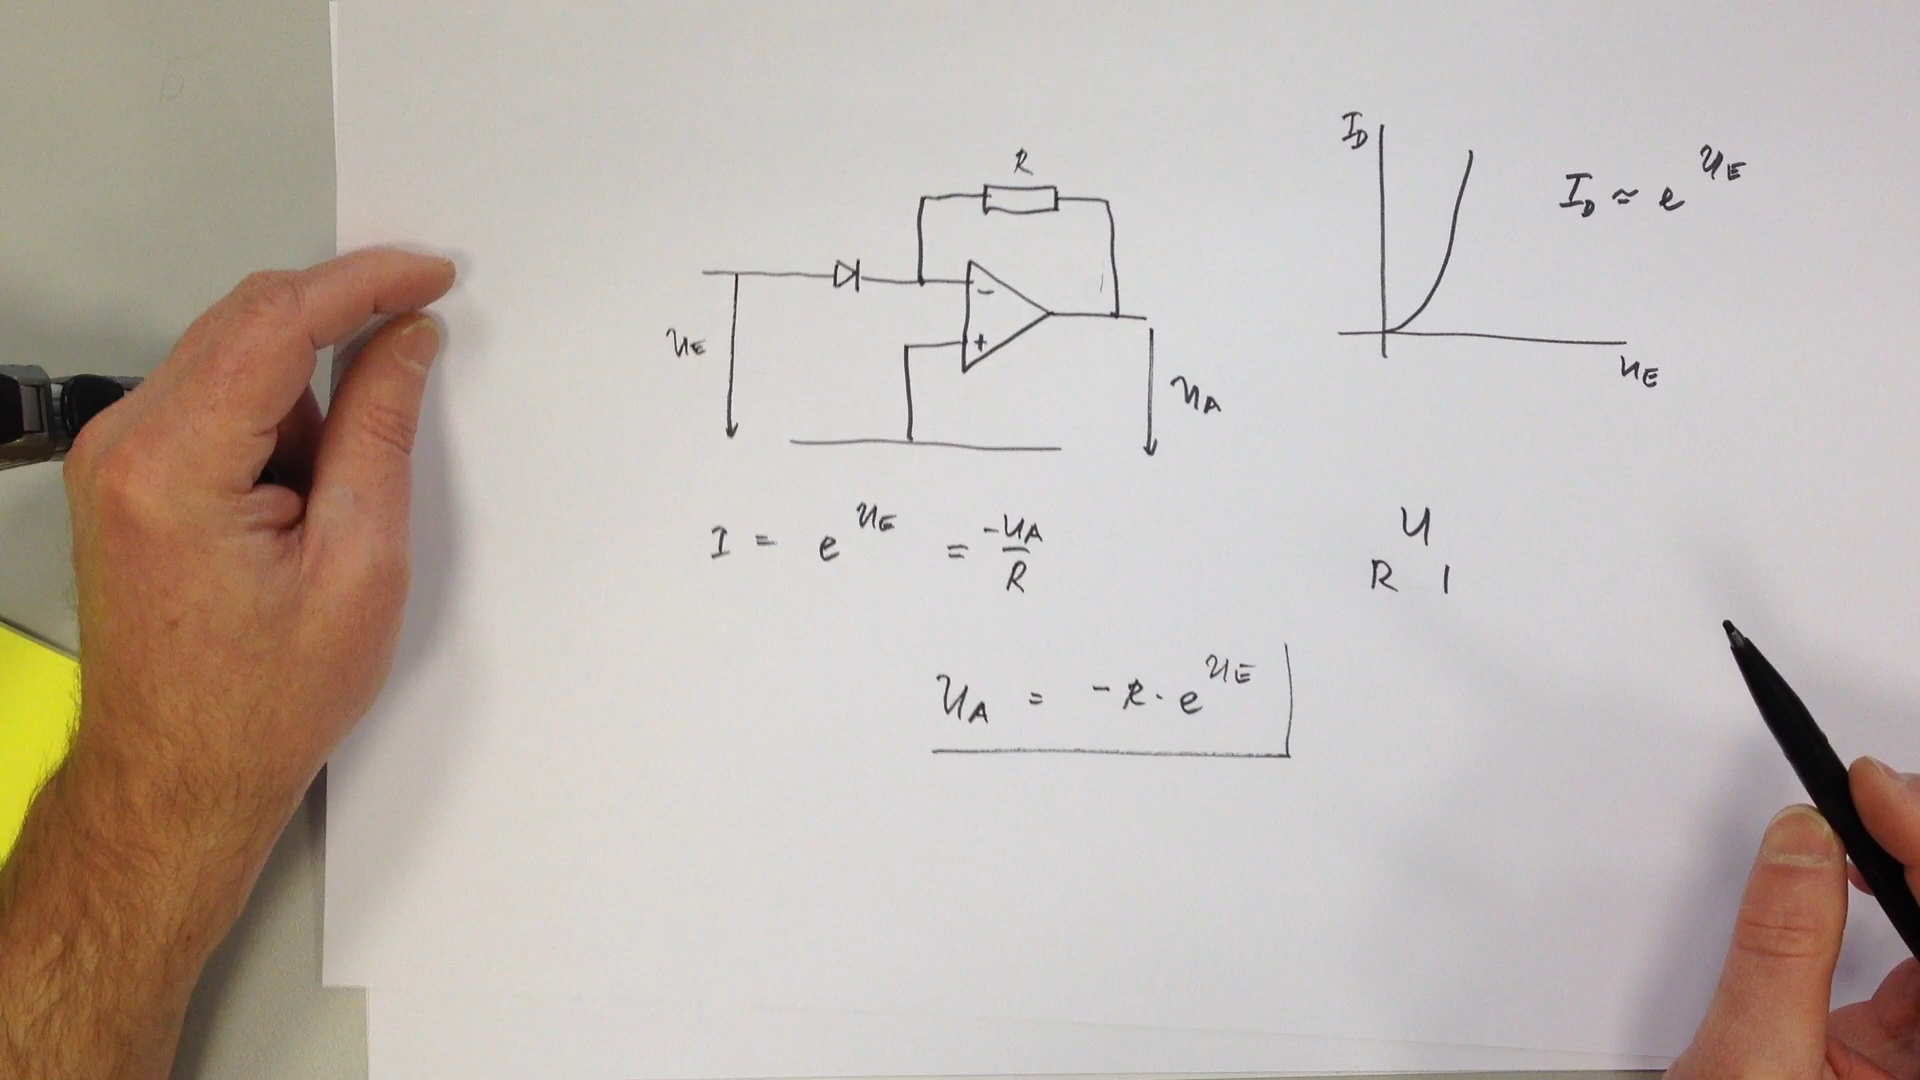 R
-
+
U_E
U_A
I_D
U_E
I_D ≈ e^{U_E}
I = e^{U_E} = -U_A/R
U
R I
U_A = -R · e^{U_E}